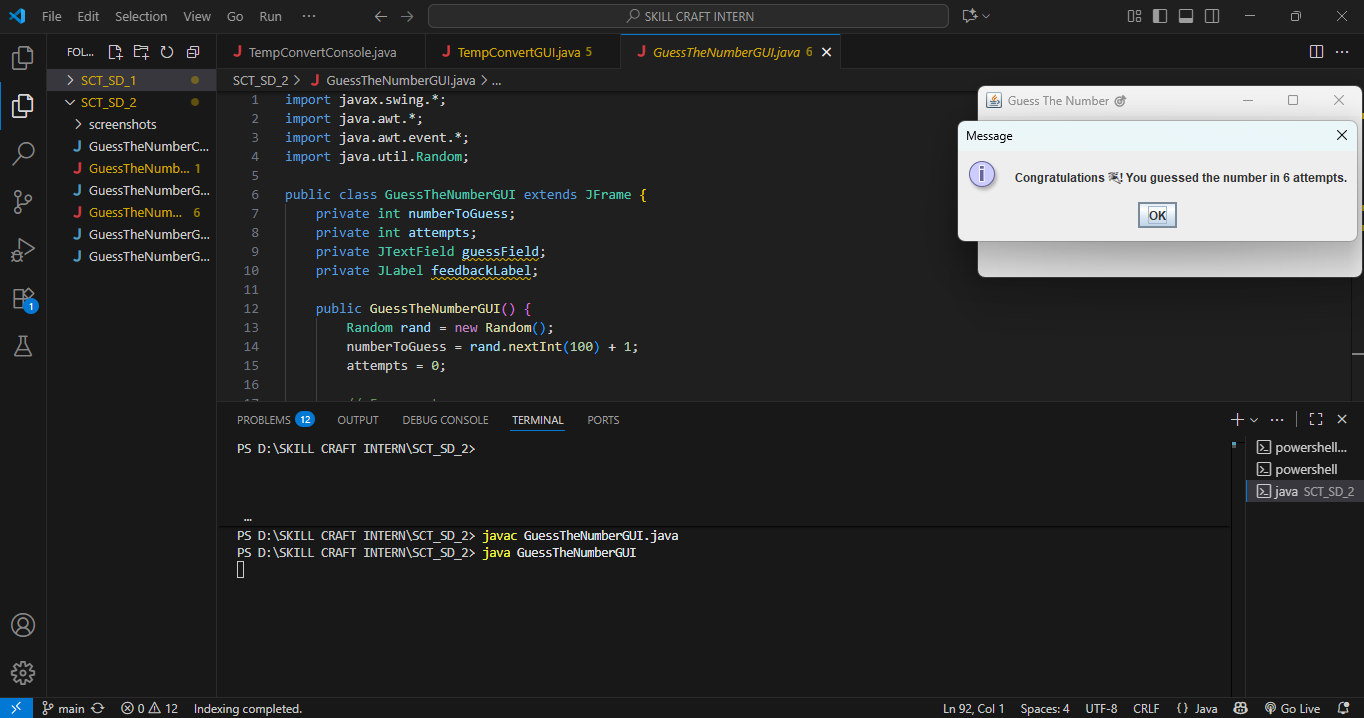 File Edit Selection View Go Run ···
SKILL CRAFT INTERN
FOL...
SCT_SD_1
SCT_SD_2
screenshots
GuessTheNumberC...
GuessTheNumb... 1
GuessTheNumberG...
GuessTheNum... 6
GuessTheNumberG...
GuessTheNumberG...
TempConvertConsole.java
TempConvertGUI.java 5
GuessTheNumberGUI.java 6
SCT_SD_2 > GuessTheNumberGUI.java > ...
1 import javax.swing.*;
2 import java.awt.*;
3 import java.awt.event.*;
4 import java.util.Random;
5
6 public class GuessTheNumberGUI extends JFrame {
7 private int numberToGuess;
8 private int attempts;
9 private JTextField guessField;
10 private JLabel feedbackLabel;
11
12 public GuessTheNumberGUI() {
13 Random rand = new Random();
14 numberToGuess = rand.nextInt(100) + 1;
15 attempts = 0;
16
Guess The Number 🎯
Message
Congratulations 🎉! You guessed the number in 6 attempts.
OK
PROBLEMS 12 OUTPUT DEBUG CONSOLE TERMINAL PORTS
PS D:\SKILL CRAFT INTERN\SCT_SD_2>
...
PS D:\SKILL CRAFT INTERN\SCT_SD_2> javac GuessTheNumberGUI.java
PS D:\SKILL CRAFT INTERN\SCT_SD_2> java GuessTheNumberGUI
powershell...
powershell
java SCT_SD_2
1
main 0 12 Indexing completed.
Ln 92, Col 1 Spaces: 4 UTF-8 CRLF {} Java Go Live